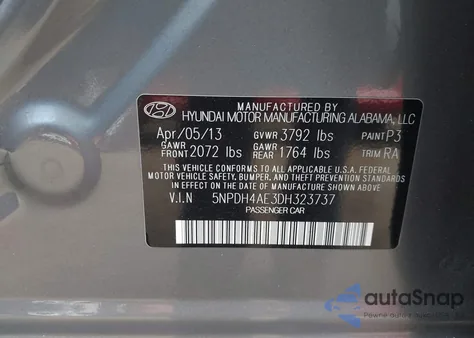 MANUFACTURED BY
HYUNDAI MOTOR MANUFACTURING ALABAMA, LLC
Apr/05/13 GVWR 3792 lbs PAINT P3
GAWR FRONT 2072 lbs GAWR REAR 1764 lbs TRIM RA
THIS VEHICLE CONFORMS TO ALL APPLICABLE U.S.A. FEDERAL
MOTOR VEHICLE SAFETY, BUMPER, AND THEFT PREVENTION STANDARDS IN
EFFECT ON THE DATE OF MANUFACTURE SHOWN ABOVE.
V.I.N 5NPDH4AE3DH323737
PASSENGER CAR
autoSnap
Pewne auto z